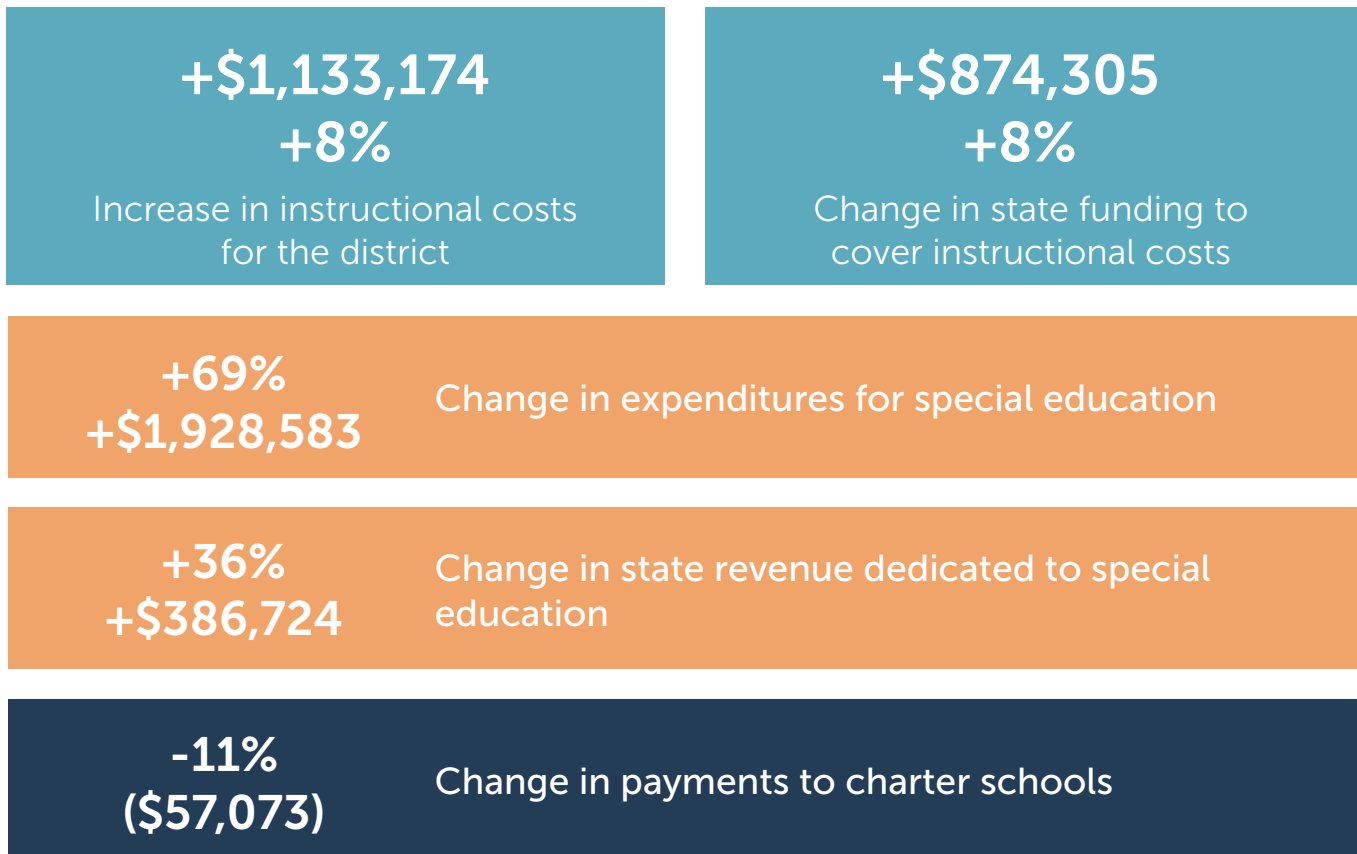 +$1,133,174
+8%
Increase in instructional costs
for the district
+$874,305
+8%
Change in state funding to
cover instructional costs
+69%
+$1,928,583
Change in expenditures for special education
+36%
+$386,724
Change in state revenue dedicated to special
education
-11%
($57,073)
Change in payments to charter schools